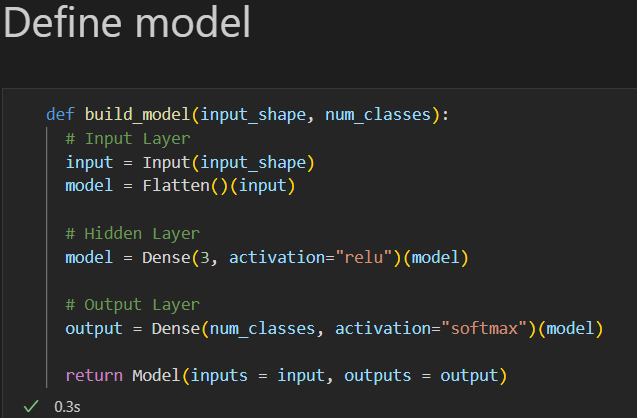 Define model
def build_model(input_shape, num_classes):
# Input Layer
input = Input(input_shape)
model = Flatten()(input)
# Hidden Layer
model = Dense(3, activation="relu")(model)
# Output Layer
output = Dense(num_classes, activation="softmax")(model)
return Model(inputs = input, outputs = output)
0.3s